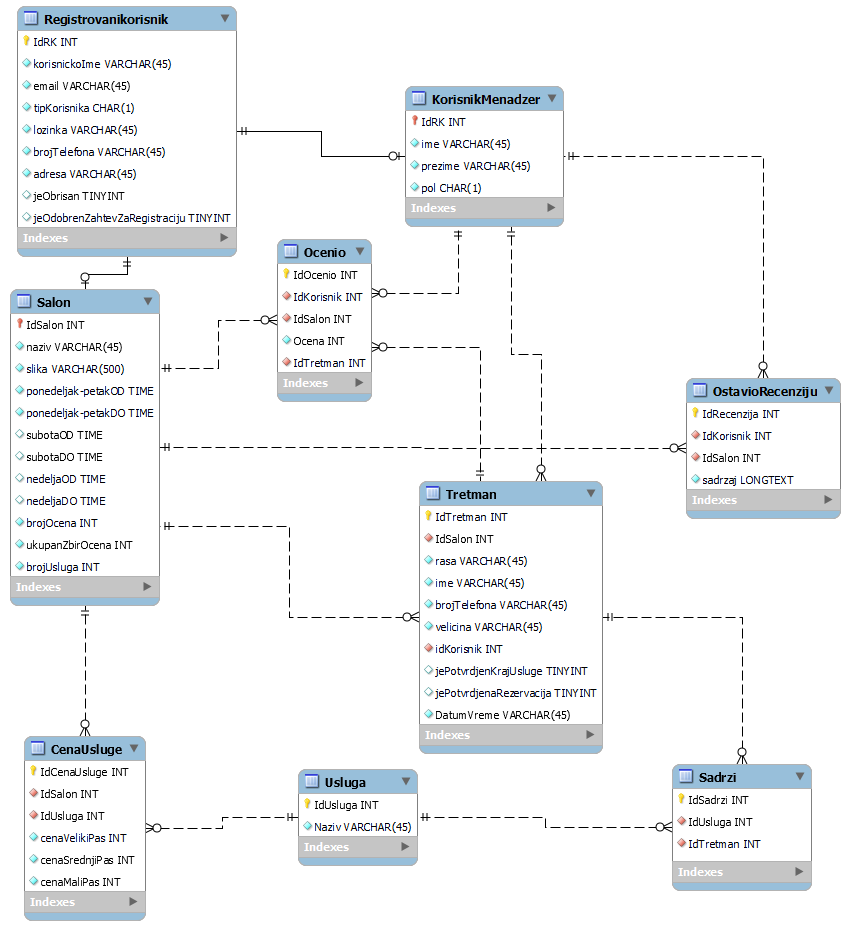 Registrovanikorisnik
IdRK INT
korisnickoIme VARCHAR(45)
email VARCHAR(45)
tipKorisnika CHAR(1)
lozinka VARCHAR(45)
brojTelefona VARCHAR(45)
adresa VARCHAR(45)
jeObrisan TINYINT
jeOdobrenZahtevZaRegistraciju TINYINT
Indexes
KorisnikMenadzer
IdRK INT
ime VARCHAR(45)
prezime VARCHAR(45)
pol CHAR(1)
Indexes
Ocenio
IdOcenio INT
IdKorisnik INT
IdSalon INT
Ocena INT
IdTretman INT
Indexes
Salon
IdSalon INT
naziv VARCHAR(45)
slika VARCHAR(500)
ponedeljak-petakOD TIME
ponedeljak-petakDO TIME
subotaOD TIME
subotaDO TIME
nedeljaOD TIME
nedeljaDO TIME
brojOcena INT
ukupanZbirOcena INT
brojUsluga INT
Indexes
OstavioRecenziju
IdRecenzija INT
IdKorisnik INT
IdSalon INT
sadrzaj LONGTEXT
Indexes
Tretman
IdTretman INT
IdSalon INT
rasa VARCHAR(45)
ime VARCHAR(45)
brojTelefona VARCHAR(45)
velicina VARCHAR(45)
idKorisnik INT
jePotvrdjenKrajUsluge TINYINT
jePotvrdjenaRezervacija TINYINT
DatumVreme VARCHAR(45)
Indexes
CenaUsluge
IdCenaUsluge INT
IdSalon INT
IdUsluga INT
cenaVelikiPas INT
cenaSrednjiPas INT
cenaMaliPas INT
Indexes
Usluga
IdUsluga INT
Naziv VARCHAR(45)
Indexes
Sadrzi
IdSadrzi INT
IdUsluga INT
IdTretman INT
Indexes